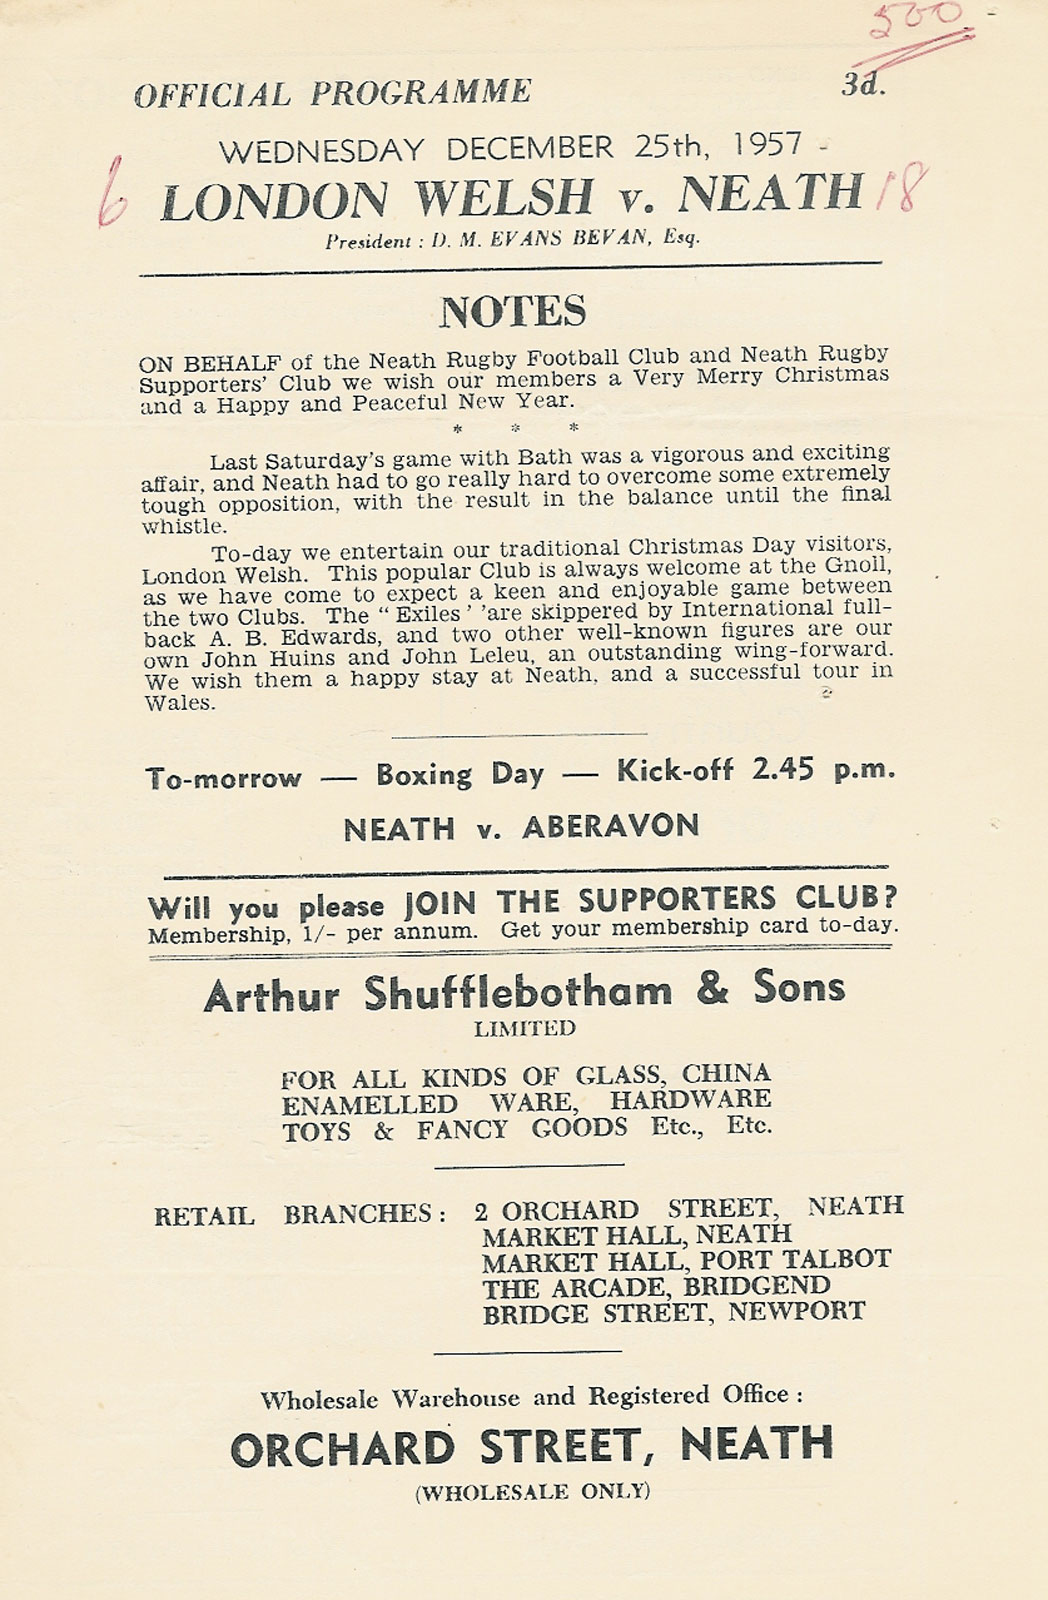 500
OFFICIAL PROGRAMME 3d.
WEDNESDAY DECEMBER 25th, 1957
6 LONDON WELSH v. NEATH 18
President : D. M. EVANS BEVAN, Esq.
NOTES
ON BEHALF of the Neath Rugby Football Club and Neath Rugby
Supporters' Club we wish our members a Very Merry Christmas
and a Happy and Peaceful New Year.
* * *
Last Saturday's game with Bath was a vigorous and exciting
affair, and Neath had to go really hard to overcome some extremely
tough opposition, with the result in the balance until the final
whistle.
To-day we entertain our traditional Christmas Day visitors,
London Welsh. This popular Club is always welcome at the Gnoll,
as we have come to expect a keen and enjoyable game between
the two Clubs. The " Exiles ' 'are skippered by International full-
back A. B. Edwards, and two other well-known figures are our
own John Huins and John Leleu, an outstanding wing-forward.
We wish them a happy stay at Neath, and a successful tour in
Wales.
To-morrow — Boxing Day — Kick-off 2.45 p.m.
NEATH v. ABERAVON
Will you please JOIN THE SUPPORTERS CLUB?
Membership, 1/- per annum. Get your membership card to-day.
Arthur Shufflebotham & Sons
LIMITED
FOR ALL KINDS OF GLASS, CHINA
ENAMELLED WARE, HARDWARE
TOYS & FANCY GOODS Etc., Etc.
RETAIL BRANCHES : 2 ORCHARD STREET, NEATH
MARKET HALL, NEATH
MARKET HALL, PORT TALBOT
THE ARCADE, BRIDGEND
BRIDGE STREET, NEWPORT
Wholesale Warehouse and Registered Office :
ORCHARD STREET, NEATH
(WHOLESALE ONLY)